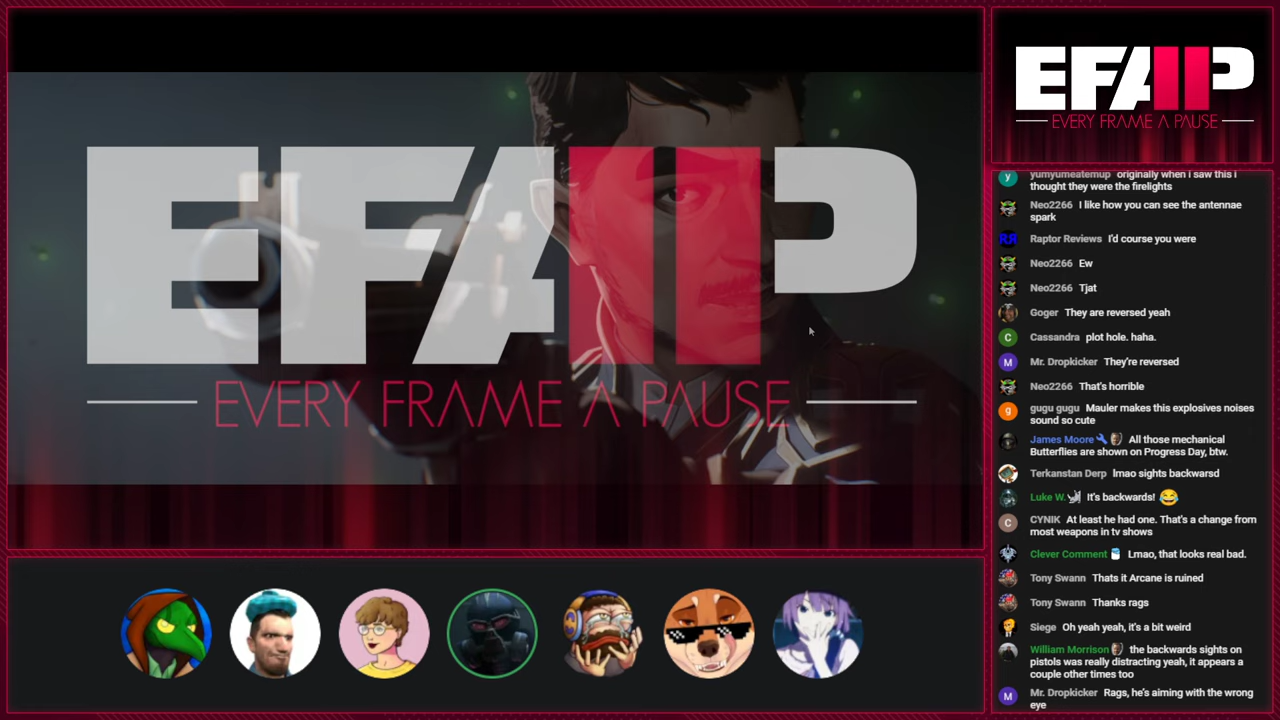 EFAP
EVERY FRAME A PAUSE
EFAP
EVERY FRAME A PAUSE
y yumyumeatemup originally when i saw this i
thought they were the firelights
Neo2266 I like how you can see the antennae
spark
RR Raptor Reviews I'd course you were
Neo2266 Ew
Neo2266 Tjat
Goger They are reversed yeah
C Cassandra plot hole. haha.
M Mr. Dropkicker They're reversed
Neo2266 That's horrible
g gugu gugu Mauler makes this explosives noises
sound so cute
James Moore All those mechanical
Butterflies are shown on Progress Day, btw.
Terkanstan Derp lmao sights backwarsd
Luke W. It's backwards! 😂
C CYNIK At least he had one. That's a change from
most weapons in tv shows
Clever Comment Lmao, that looks real bad.
Tony Swann Thats it Arcane is ruined
Tony Swann Thanks rags
Siege Oh yeah yeah, it's a bit weird
William Morrison the backwards sights on
pistols was really distracting yeah, it appears a
couple other times too
M Mr. Dropkicker Rags, he's aiming with the wrong
eye